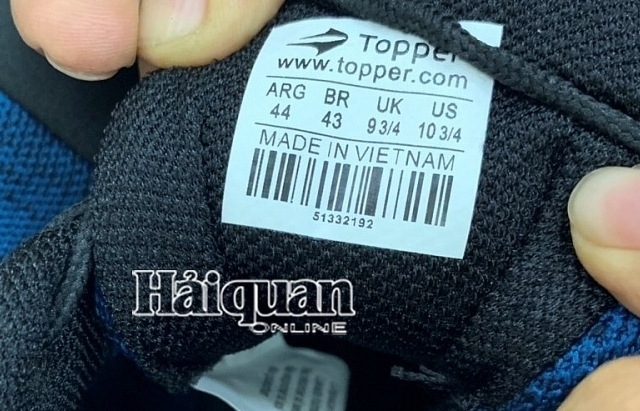 Topper
www.topper.com
ARG BR UK US
44 43 9 3/4 10 3/4
MADE IN VIETNAM
51332192
Hảiquan
ONLINE